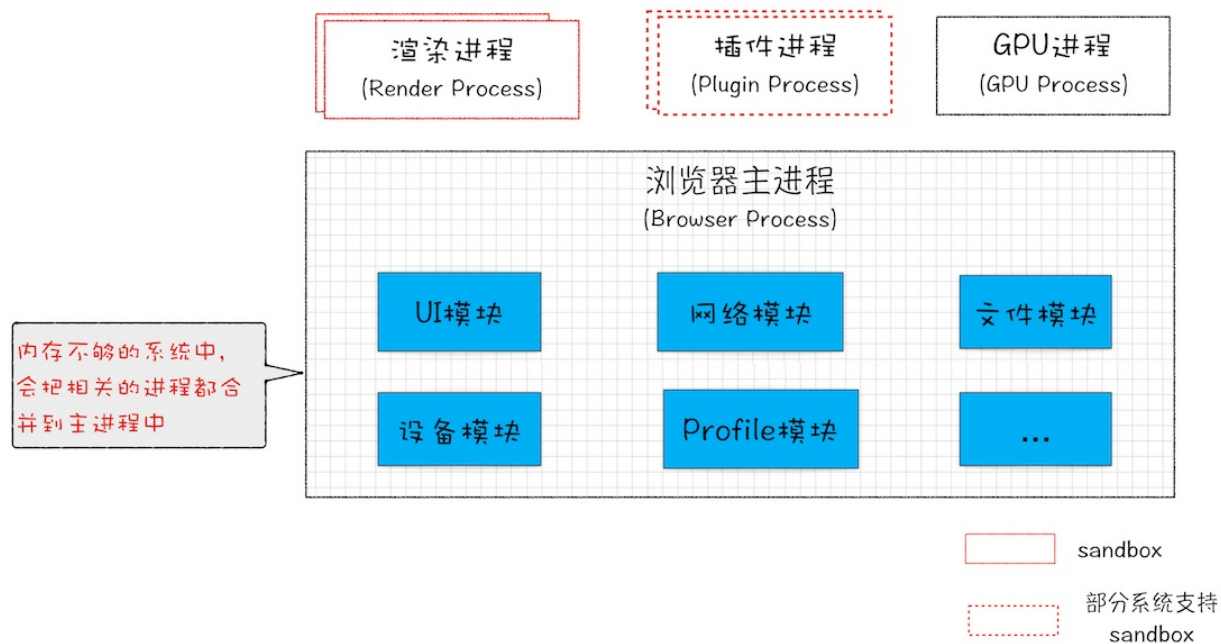 渲染进程
(Render Process)
插件进程
(Plugin Process)
GPU进程
(GPU Process)
浏览器主进程
(Browser Process)
UI模块
网络模块
文件模块
内存不够的系统中，
会把相关的进程都合
并到主进程中
设备模块
Profile模块
...
sandbox
部分系统支持
sandbox